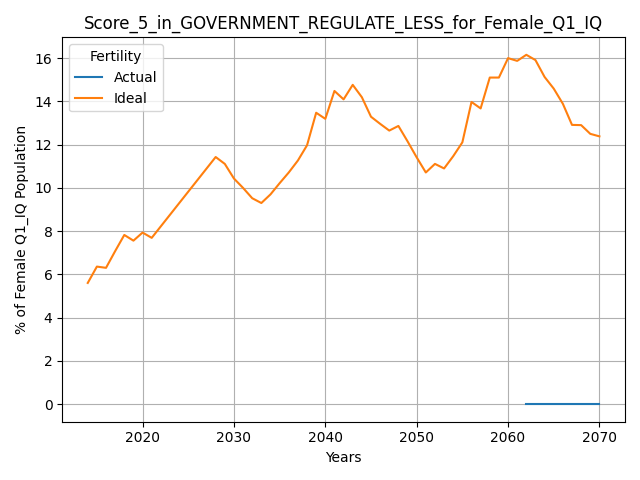 Score_5_in_GOVERNMENT_REGULATE_LESS_for_Female_Q1_IQ
Fertility
Actual
Ideal
% of Female Q1_IQ Population
16
14
12
10
8
6
4
2
0
2020 2030 2040 2050 2060 2070
Years